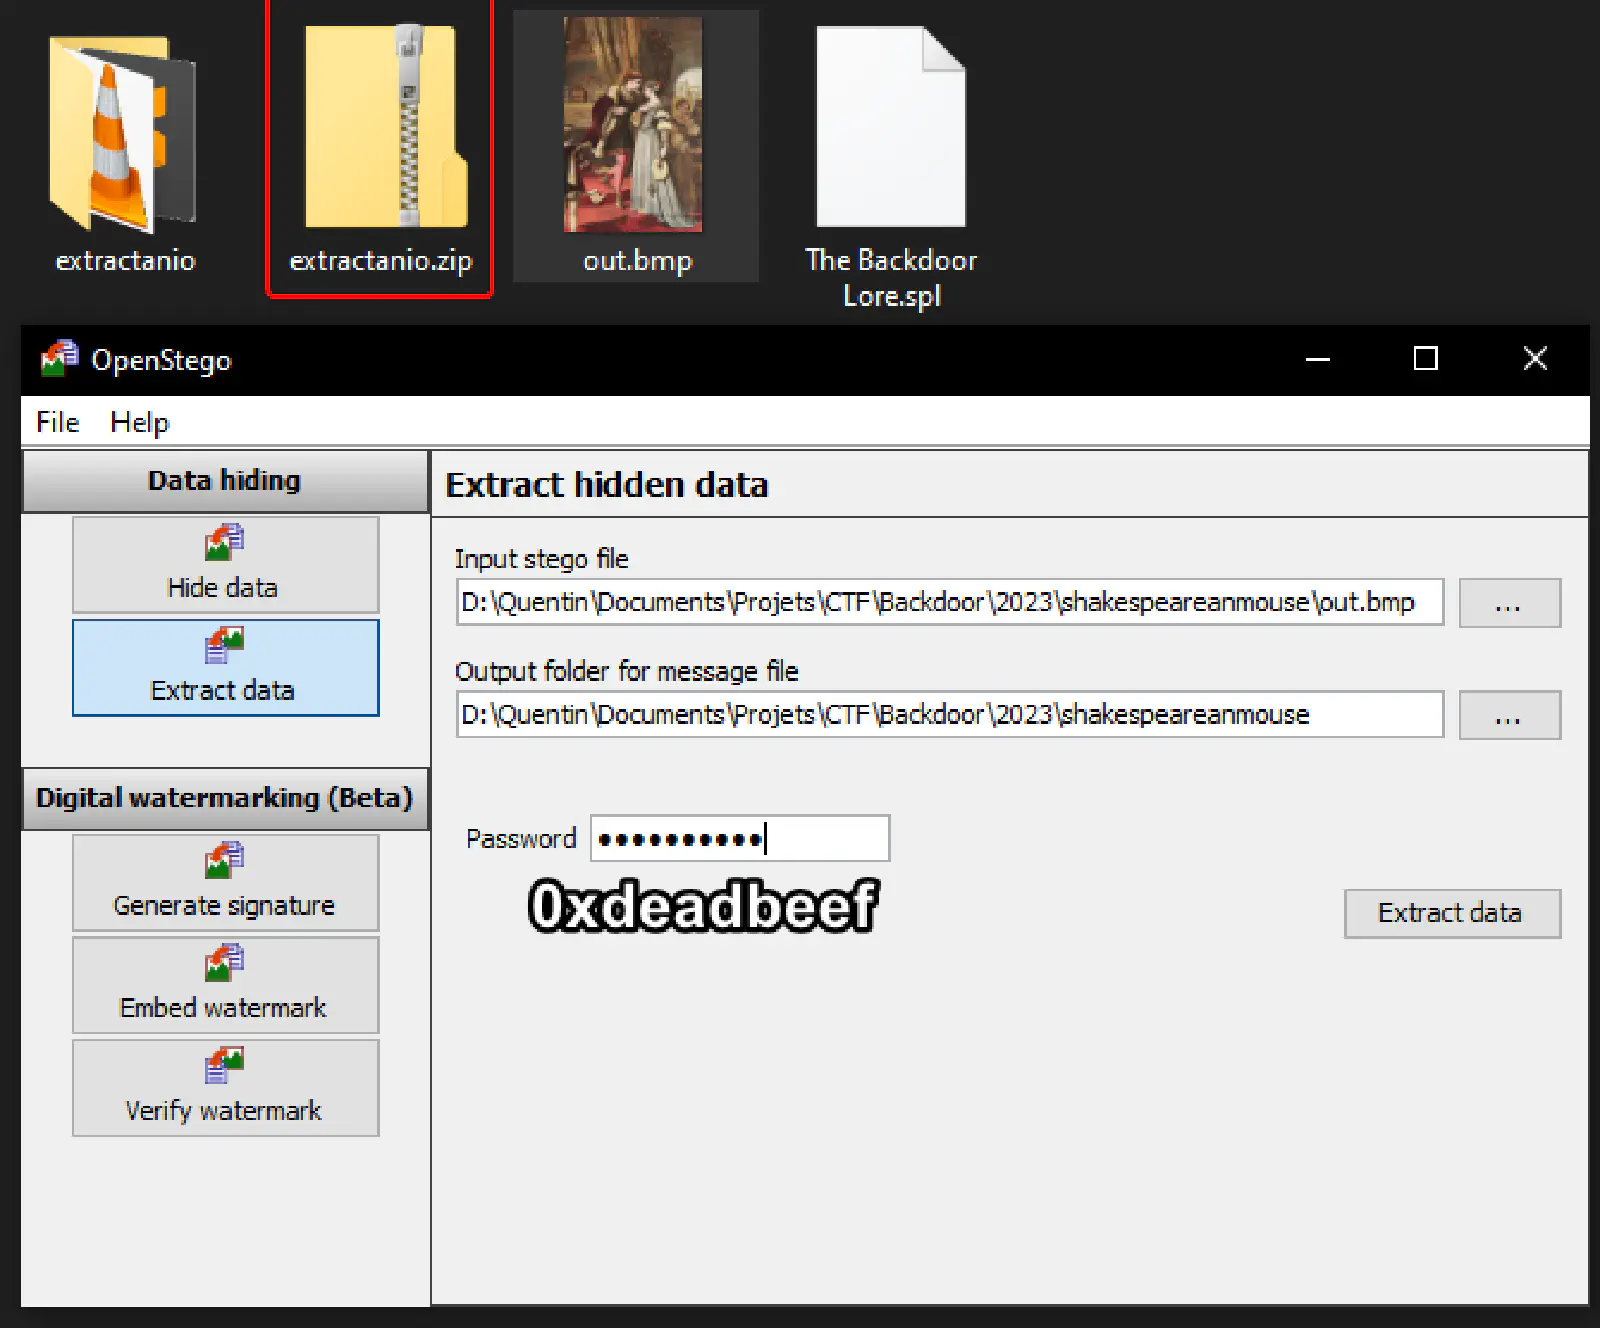 extractanio
extractanio.zip
out.bmp
The Backdoor
Lore.spl
OpenStego
File Help
Data hiding
Hide data
Extract data
Digital watermarking (Beta)
Generate signature
Embed watermark
Verify watermark
Extract hidden data
Input stego file
D:\Quentin\Documents\Projets\CTF\Backdoor\2023\shakespeareanmouse\out.bmp
...
Output folder for message file
D:\Quentin\Documents\Projets\CTF\Backdoor\2023\shakespeareanmouse
...
Password ••••••••••
0xdeadbeef
Extract data